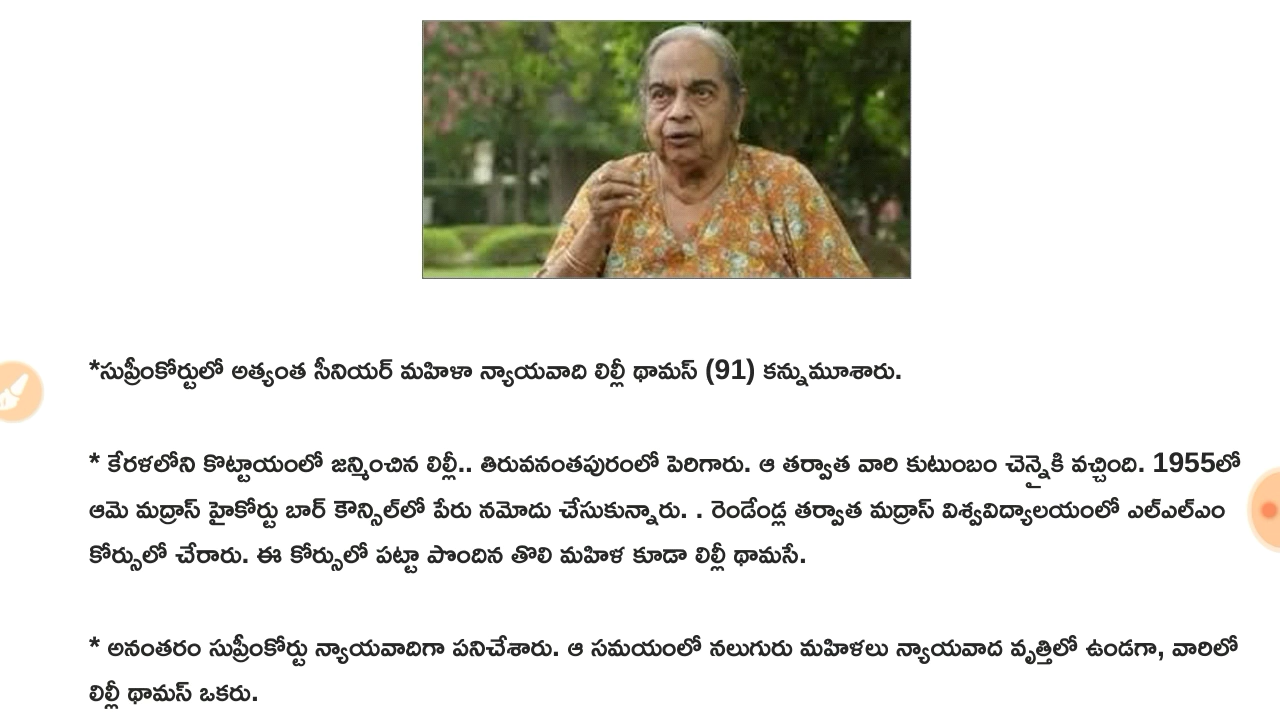 *సుప్రీంకోర్టులో అత్యంత సీనియర్ మహిళా న్యాయవాది లిల్లీ థామస్ (91) కన్నుమూశారు.
* కేరళలోని కొట్టాయంలో జన్మించిన లిల్లీ.. తిరువనంతపురంలో పెరిగారు. ఆ తర్వాత వారి కుటుంబం చెన్నైకి వచ్చింది. 1955లో
ఆమె మద్రాస్ హైకోర్టు బార్ కౌన్సిల్‌లో పేరు నమోదు చేసుకున్నారు. . రెండేండ్ల తర్వాత మద్రాస్ విశ్వవిద్యాలయంలో ఎల్ఎల్ఎం
కోర్సులో చేరారు. ఈ కోర్సులో పట్టా పొందిన తొలి మహిళ కూడా లిల్లీ థామసే.
* అనంతరం సుప్రీంకోర్టు న్యాయవాదిగా పనిచేశారు. ఆ సమయంలో నలుగురు మహిళలు న్యాయవాద వృత్తిలో ఉండగా, వారిలో
లిల్లీ థామస్ ఒకరు.